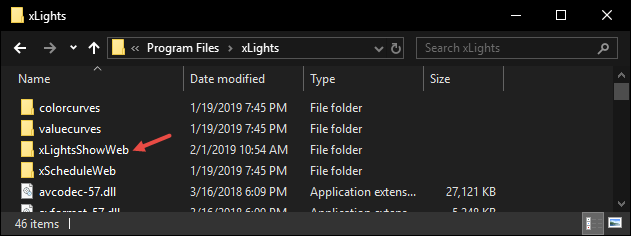 xLights
Program Files xLights Search xLights
Name Date modified Type Size
colorcurves 1/19/2019 7:45 PM File folder
valuecurves 1/19/2019 7:45 PM File folder
xLightsShowWeb 2/1/2019 10:54 AM File folder
xScheduleWeb 1/19/2019 7:45 PM File folder
avcodec-57.dll 3/16/2018 6:09 PM Application extens... 27,121 KB
avformat-57.dll 3/16/2018 6:09 PM Application extens... 5,248 KB
46 items